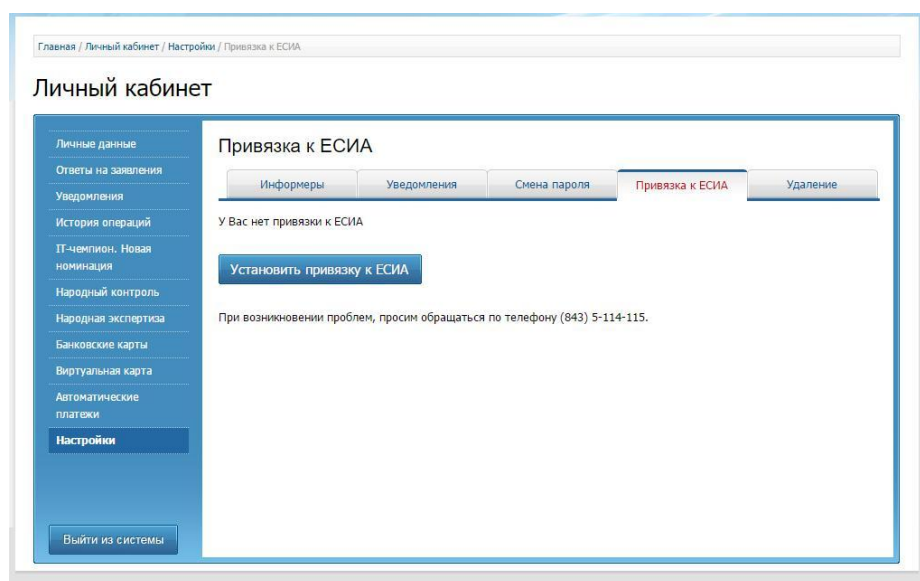 Главная / Личный кабинет / Настройки / Привязка к ЕСИА
Личный кабинет
Личные данные
Ответы на заявления
Уведомления
История операций
IT-чемпион. Новая
номинация
Народный контроль
Народная экспертиза
Банковские карты
Виртуальная карта
Автоматические
платежи
Настройки
Выйти из системы
Привязка к ЕСИА
Информеры Уведомления Смена пароля Привязка к ЕСИА Удаление
У Вас нет привязки к ЕСИА
Установить привязку к ЕСИА
При возникновении проблем, просим обращаться по телефону (843) 5-114-115.